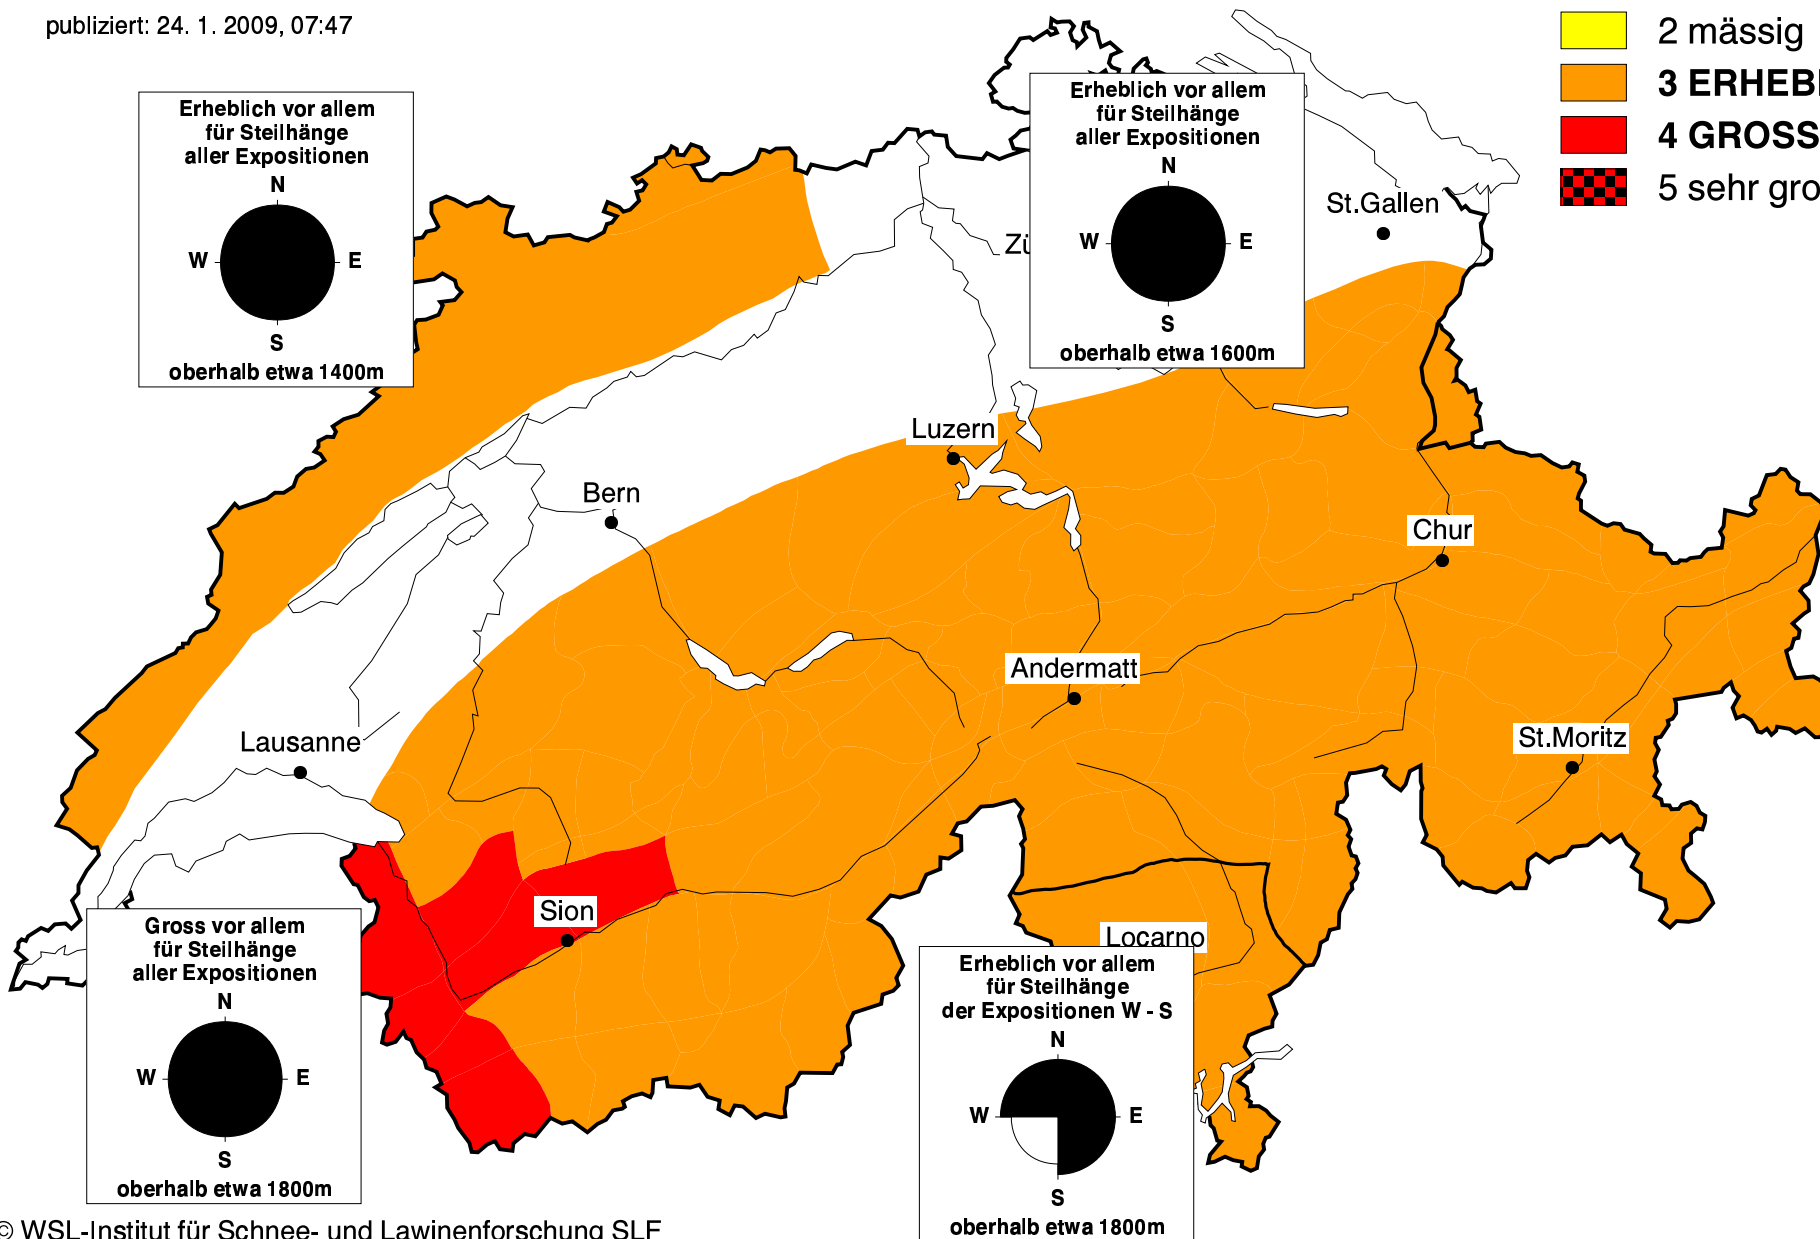 publiziert: 24. 1. 2009, 07:47
2 mässig
3
4 GROSS
5 sehr
Erheblich vor allem
für Steilhänge
aller Expositionen
N
W E
S
oberhalb etwa 1400m
Erheblich vor allem
für Steilhänge
aller Expositionen
N
W E
S
oberhalb etwa 1600m
St.Gallen
Luzern
Bern
Chur
Andermatt
St.Moritz
Lausanne
Sion
Locarno
Gross vor allem
für Steilhänge
aller Expositionen
N
W E
S
oberhalb etwa 1800m
Erheblich vor allem
für Steilhänge
der Expositionen W - S
N
W E
S
oberhalb etwa 1800m
© WSL-Institut für Schnee- und Lawinenforschung SLF